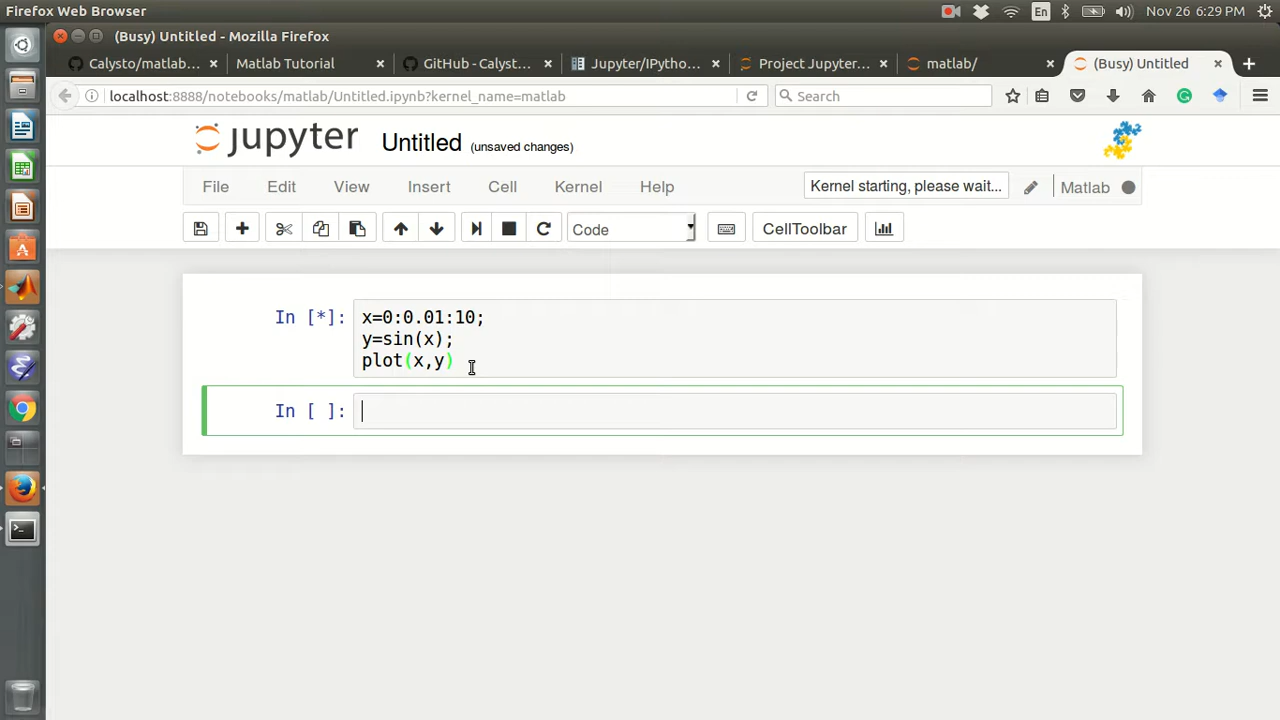 Firefox Web Browser
En
Nov 26 6:29 PM
(Busy) Untitled - Mozilla Firefox
Calysto/matlab...
Matlab Tutorial
GitHub - Calyst...
Jupyter/IPytho...
Project Jupyter...
matlab/
(Busy) Untitled
localhost:8888/notebooks/matlab/Untitled.ipynb?kernel_name=matlab
Search
jupyter
Untitled (unsaved changes)
File
Edit
View
Insert
Cell
Kernel
Help
Kernel starting, please wait...
Matlab
Code
CellToolbar
In [*]:
x=0:0.01:10;
y=sin(x);
plot(x,y)
In [ ]: